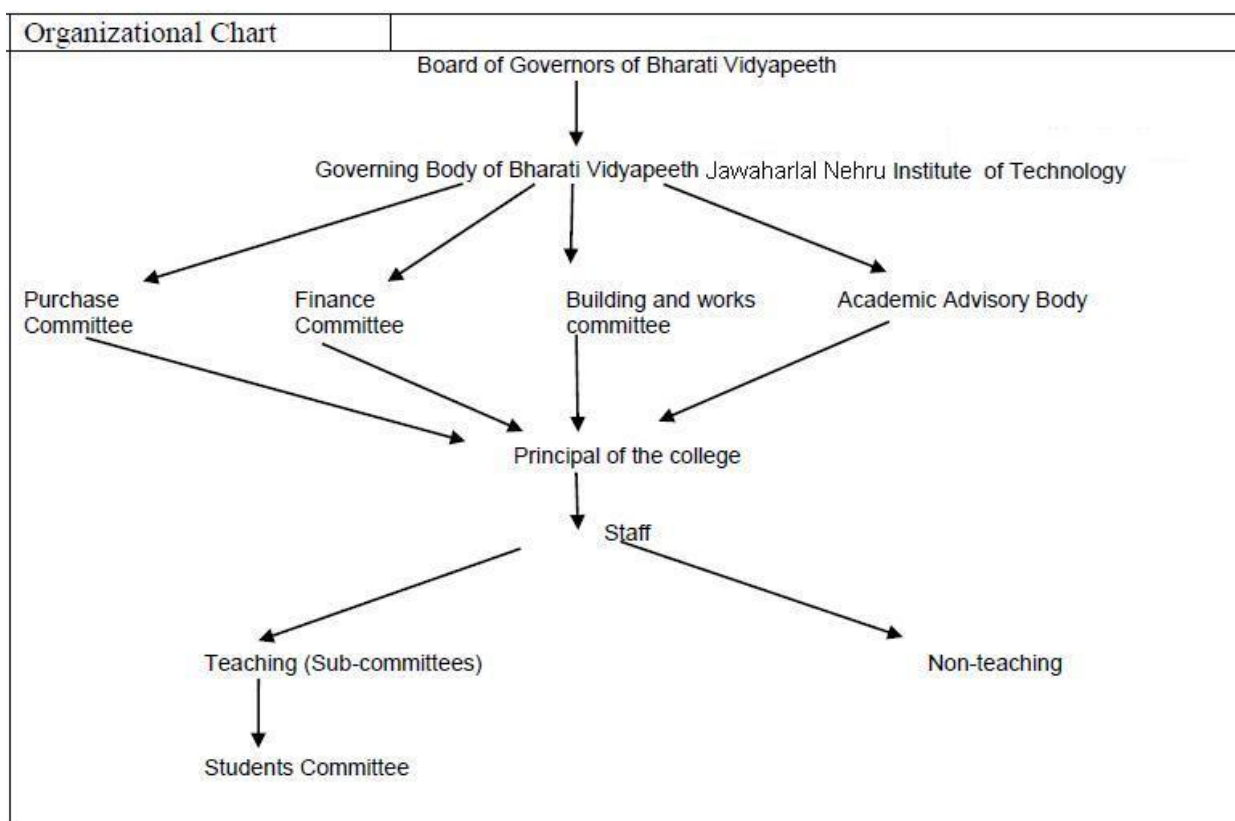 Organizational Chart
Board of Governors of Bharati Vidyapeeth
Governing Body of Bharati Vidyapeeth Jawaharlal Nehru Institute of Technology
Purchase
Committee
Finance
Committee
Building and works
committee
Academic Advisory Body
Principal of the college
Staff
Teaching (Sub-committees)
Non-teaching
Students Committee